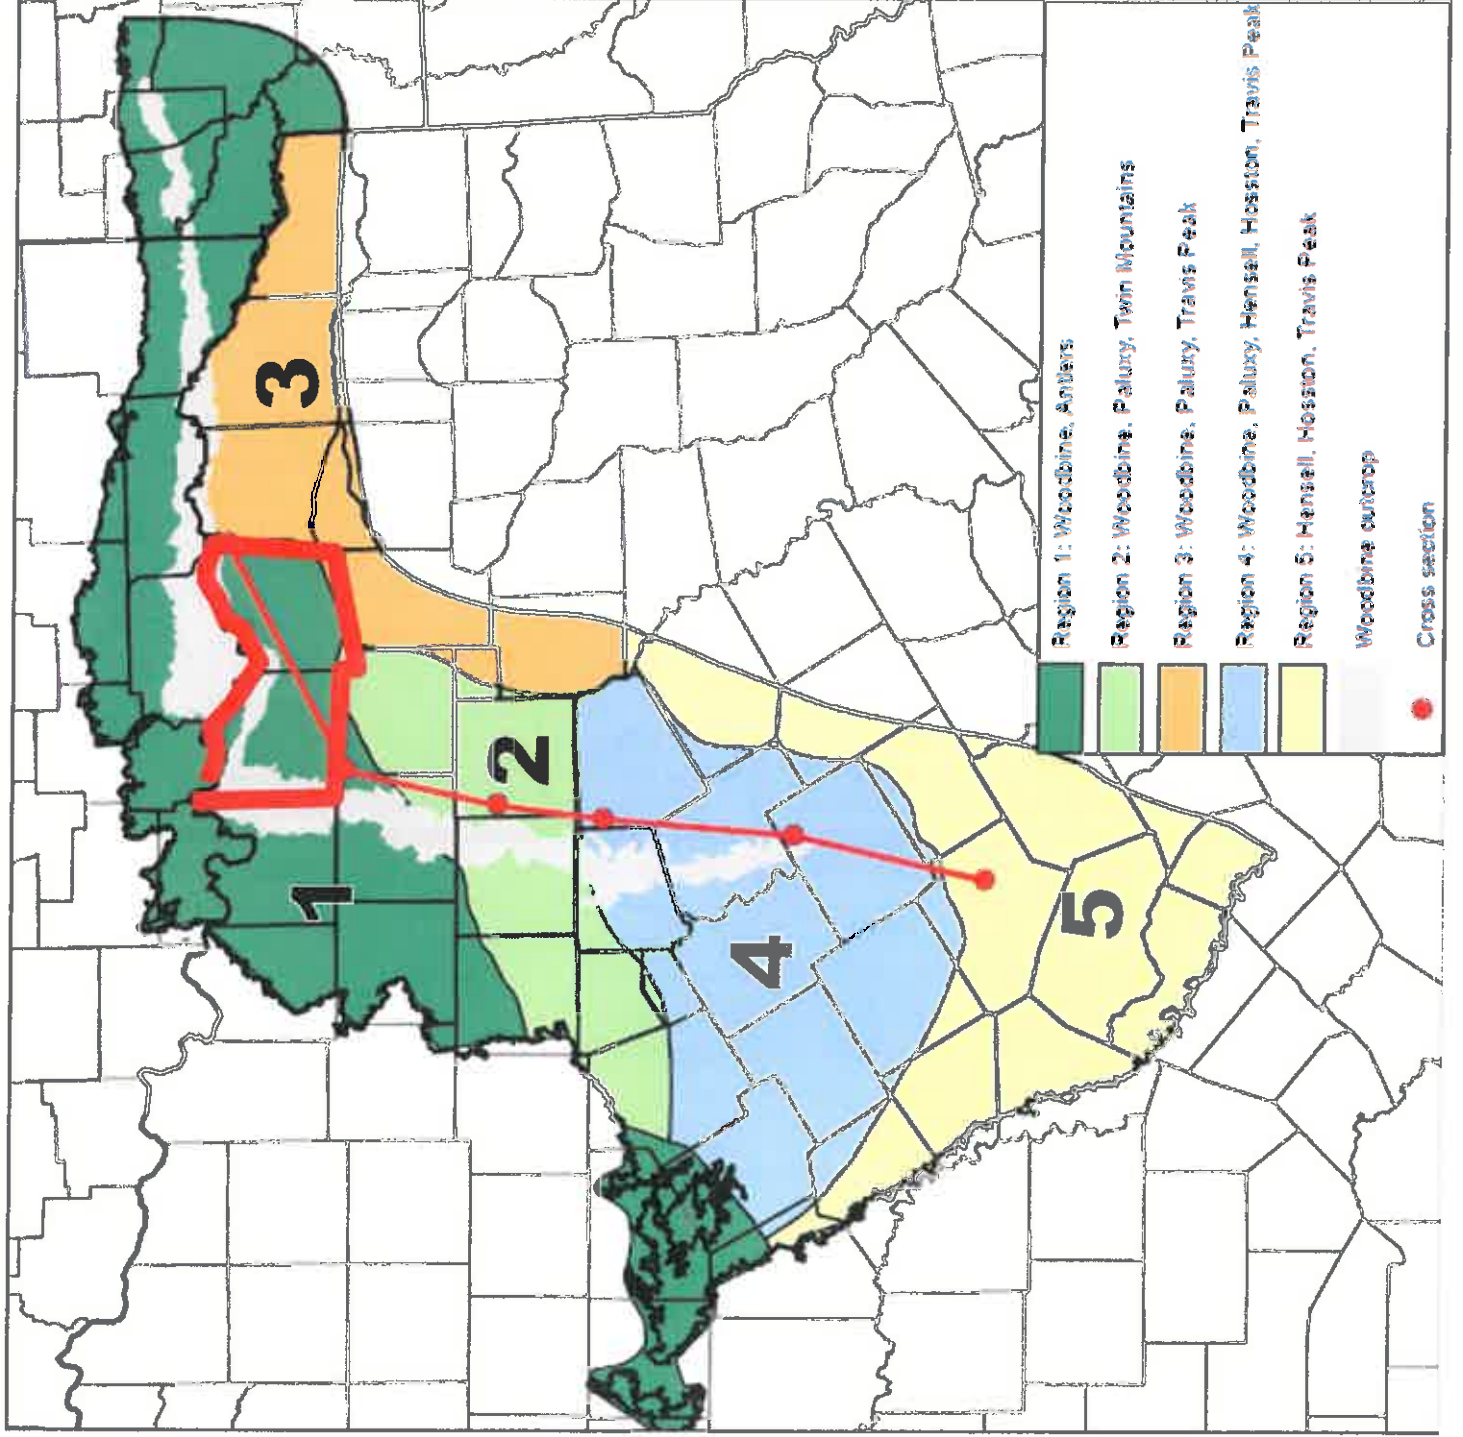 1
2
3
4
5
Region 1: Woodbine, Antlers
Region 2: Woodbine, Paluxy, Twin Mountains
Region 3: Woodbine, Paluxy, Travis Peak
Region 4: Woodbine, Paluxy, Hensell, Hosston, Travis Peak
Region 5: Hensell, Hosston, Travis Peak
Woodbine outcrop
Cross section